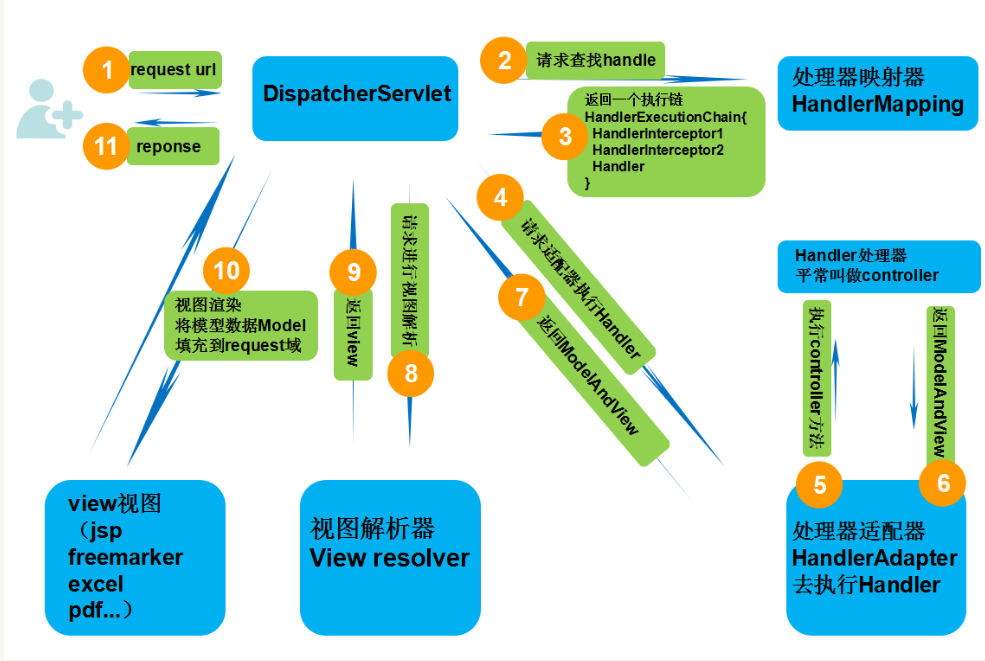 1
request url
DispatcherServlet
2
请求查找handle
处理器映射器
HandlerMapping
11
reponse
3
返回一个执行链
HandlerExecutionChain{
HandlerInterceptor1
HandlerInterceptor2
Handler
}
4
请求适配器执行Handler
7
返回ModelAndView
Handler处理器
平常叫做controller
10
视图渲染
将模型数据Model
填充到request域
9
返回view
请求进行视图解析
8
执行controller方法
5
返回ModelAndView
6
view视图
（jsp
freemarker
excel
pdf...）
视图解析器
View resolver
处理器适配器
HandlerAdapter
去执行Handler